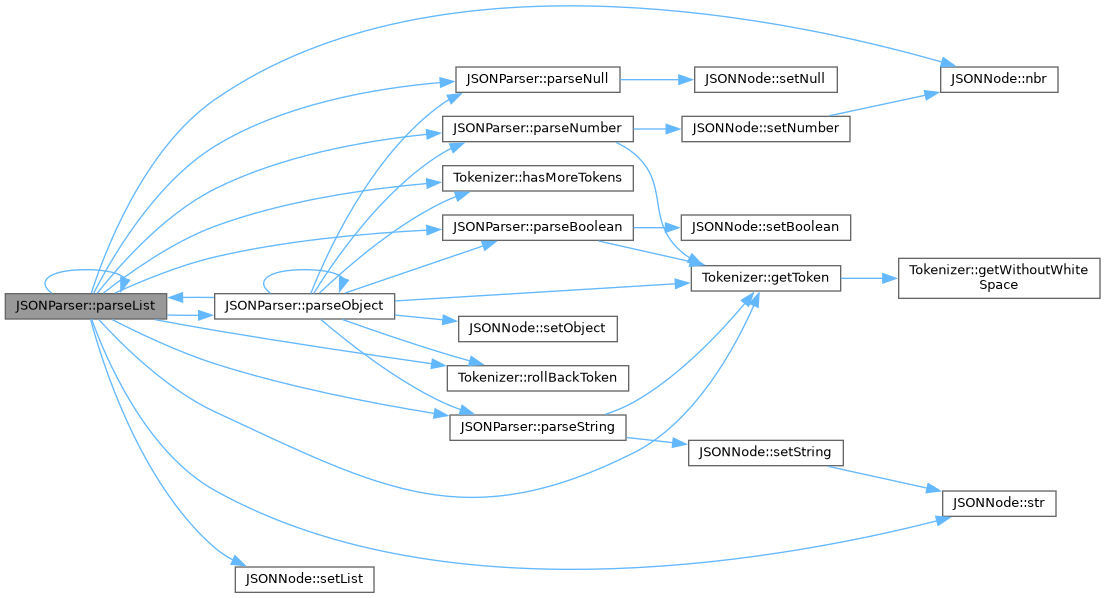 JSONParser::parseList
JSONParser::parseObject
JSONParser::parseNull
JSONParser::parseNumber
Tokenizer::hasMoreTokens
JSONParser::parseBoolean
JSONNode::setObject
Tokenizer::rollBackToken
JSONParser::parseString
JSONNode::setList
JSONNode::setNull
JSONNode::setNumber
JSONNode::setBoolean
Tokenizer::getToken
JSONNode::setString
JSONNode::nbr
Tokenizer::getWithoutWhite
Space
JSONNode::str